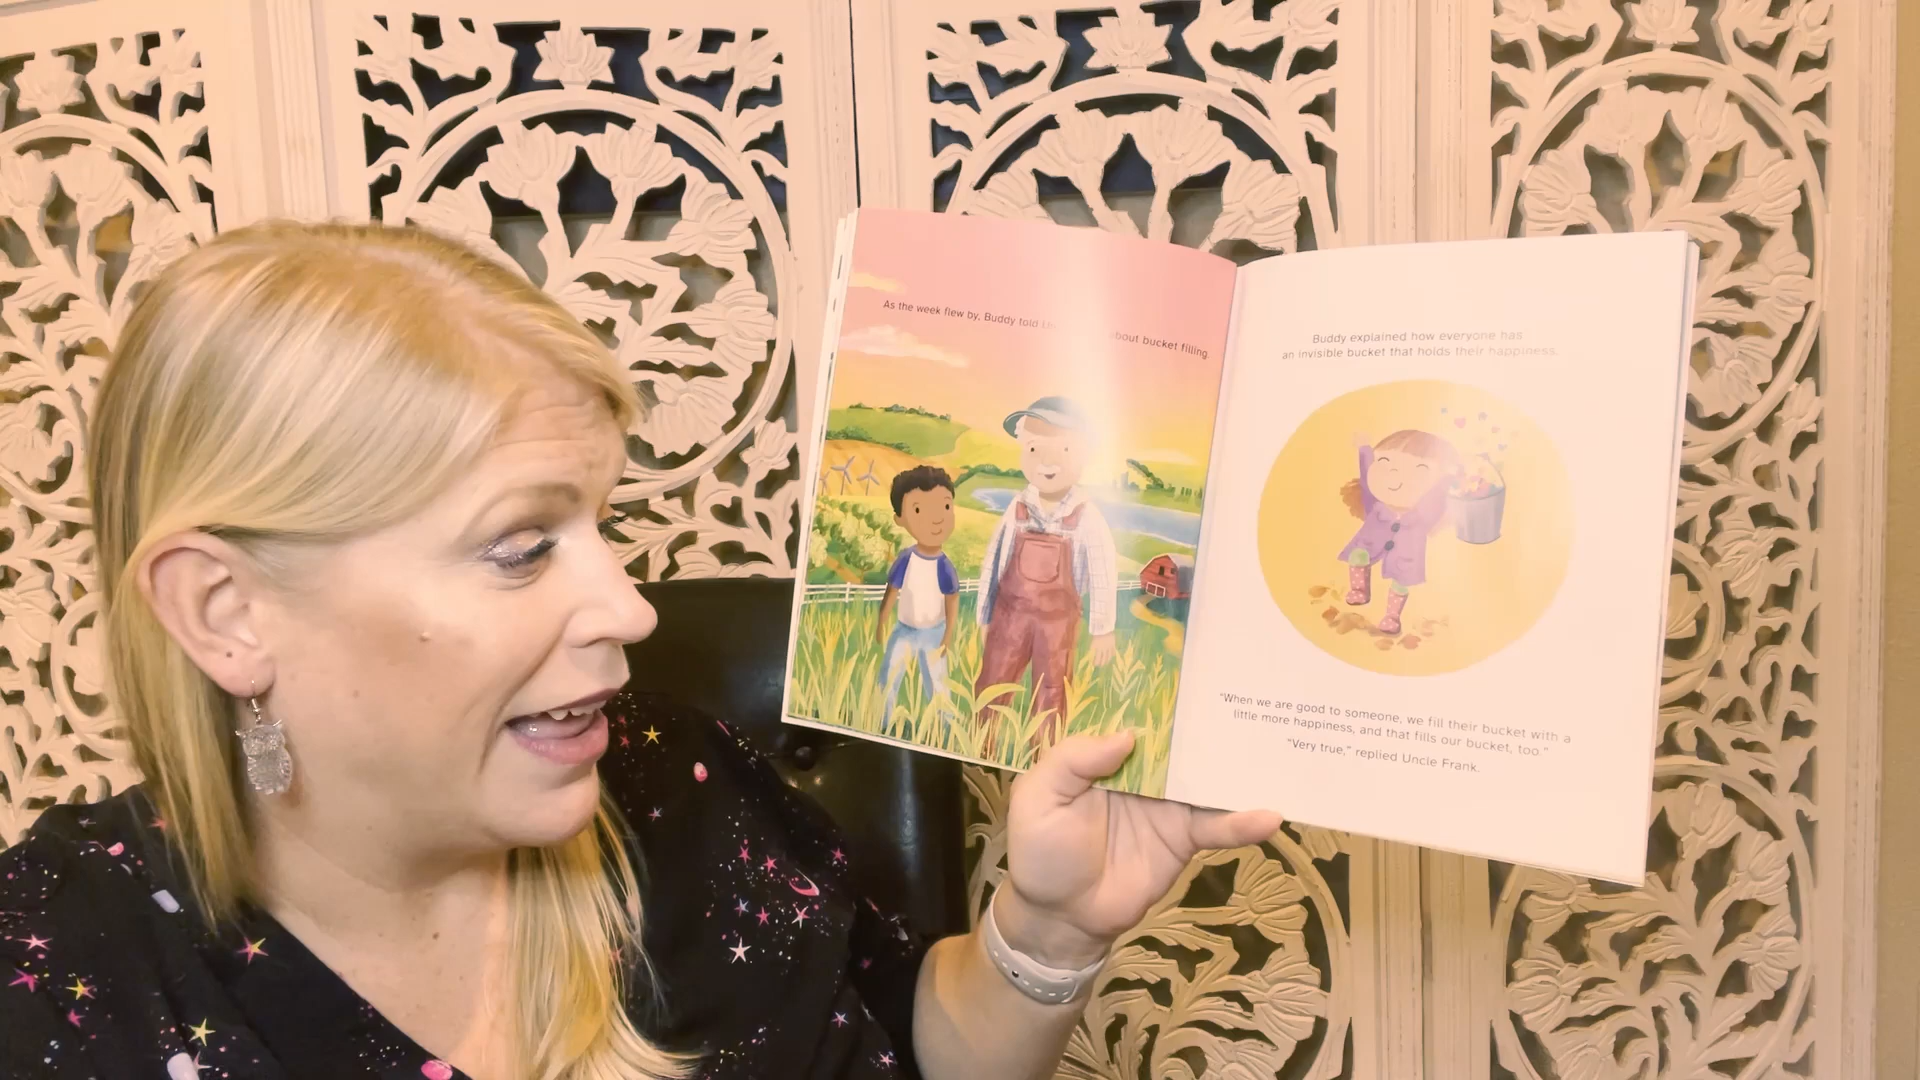 As the week flew by, Buddy told about bucket filling.
Buddy explained how everyone has
an invisible bucket that holds their happiness.
"When we are good to someone, we fill their bucket with a
little more happiness, and that fills our bucket, too."
"Very true," replied Uncle Frank.